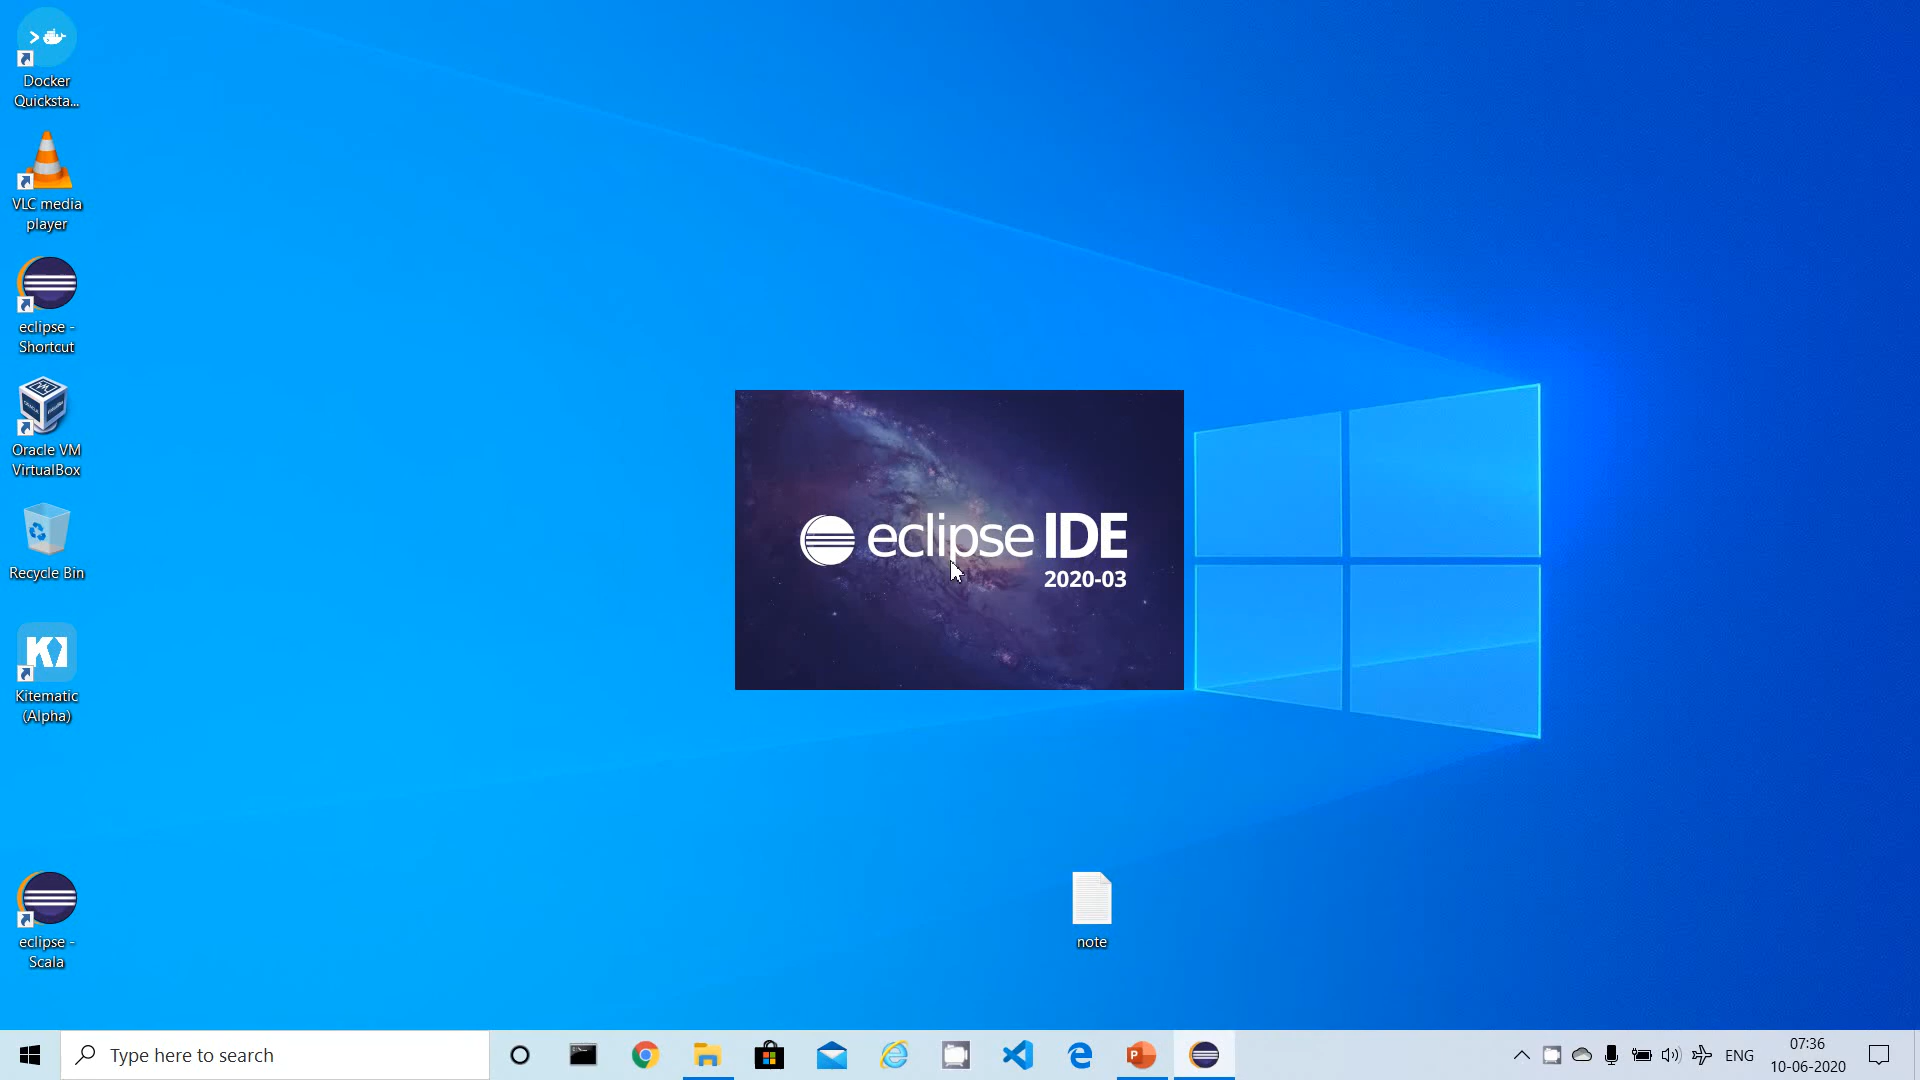 Docker
Quicksta...
VLC media
player
eclipse -
Shortcut
Oracle VM
VirtualBox
Recycle Bin
Kitematic
(Alpha)
eclipse -
Scala
eclipse IDE
2020-03
note
Type here to search
ENG
07:36
10-06-2020